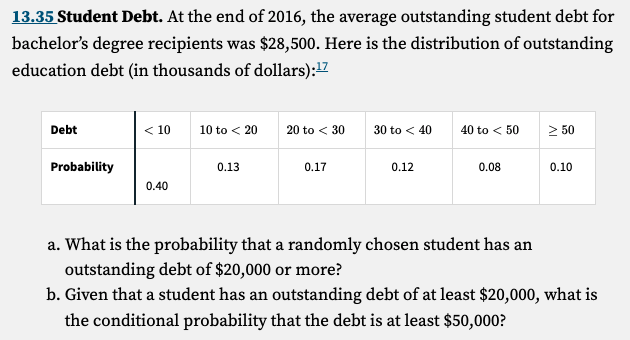 13.35 Student Debt. At the end of 2016, the average outstanding student debt for
bachelor’s degree recipients was $28,500. Here is the distribution of outstanding
education debt (in thousands of dollars):17
Debt < 10 10 to < 20 20 to < 30 30 to < 40 40 to < 50 ≥ 50
Probability 0.40 0.13 0.17 0.12 0.08 0.10
a. What is the probability that a randomly chosen student has an
outstanding debt of $20,000 or more?
b. Given that a student has an outstanding debt of at least $20,000, what is
the conditional probability that the debt is at least $50,000?